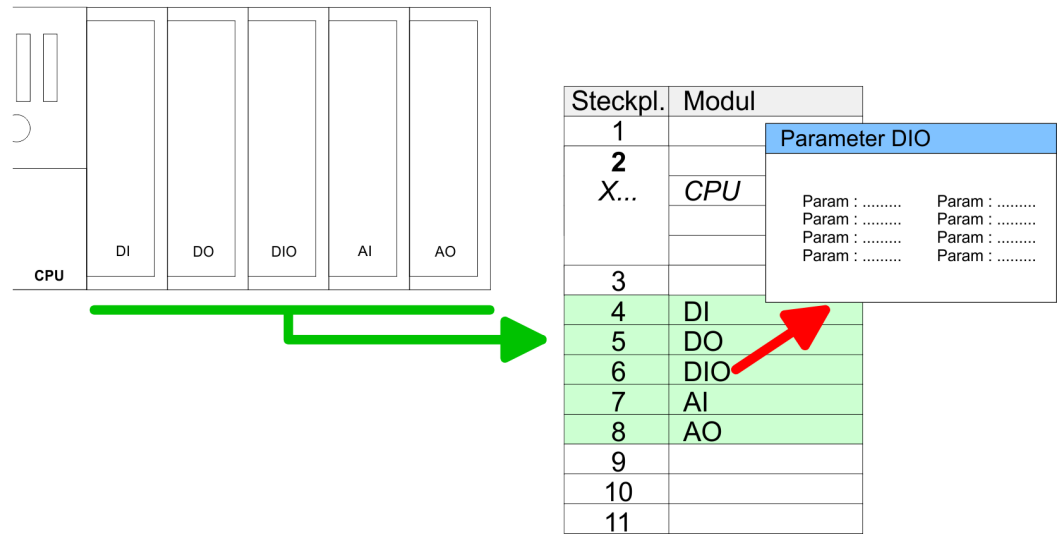 CPU
DI
DO
DIO
AI
AO
Steckpl. Modul
1
2
X... CPU
3
4 DI
5 DO
6 DIO
7 AI
8 AO
9
10
11
Parameter DIO
Param : ......... Param : .........
Param : ......... Param : .........
Param : ......... Param : .........
Param : ......... Param : .........